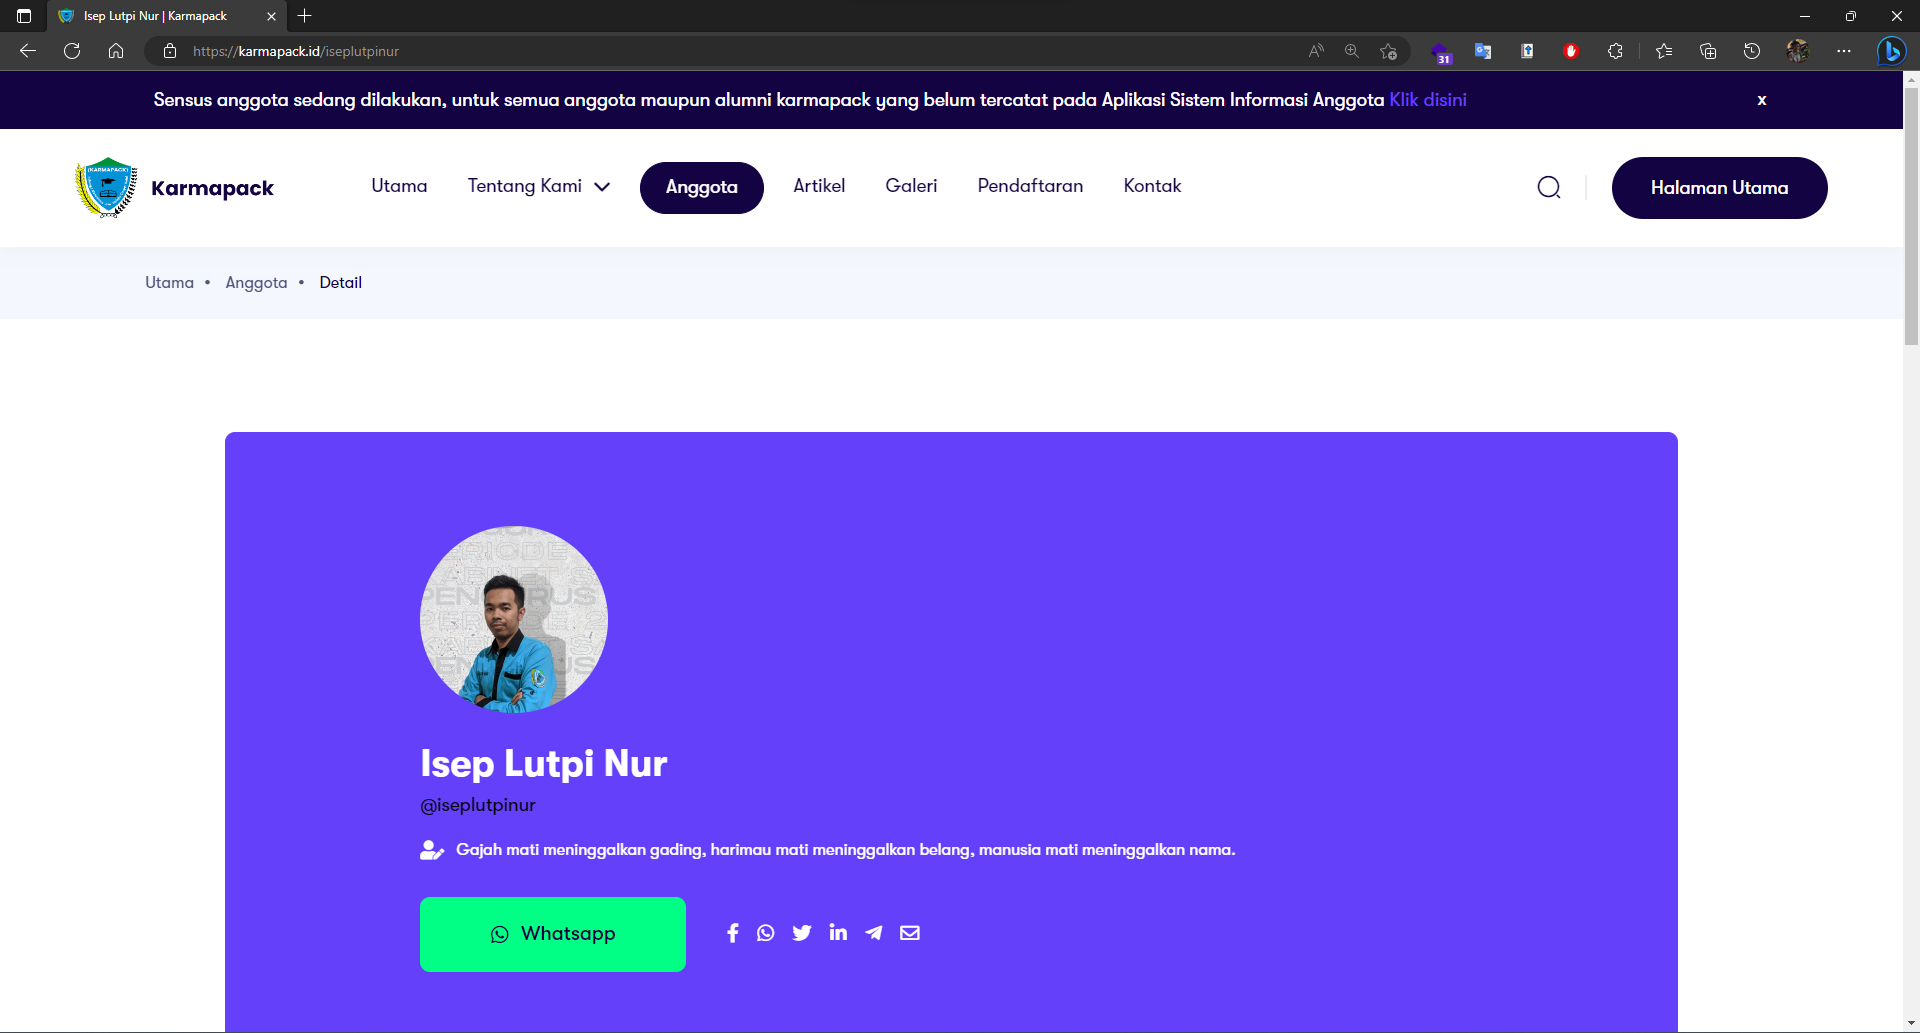 Isep Lutpi Nur | Karmapack
https://karmapack.id/iseplutpinur
31
Sensus anggota sedang dilakukan, untuk semua anggota maupun alumni karmapack yang belum tercatat pada Aplikasi Sistem Informasi Anggota Klik disini
x
(KARMAPACK)
Karmapack
Utama
Tentang Kami
Anggota
Artikel
Galeri
Pendaftaran
Kontak
Halaman Utama
Utama • Anggota • Detail
Isep Lutpi Nur
@iseplutpinur
Gajah mati meninggalkan gading, harimau mati meninggalkan belang, manusia mati meninggalkan nama.
Whatsapp